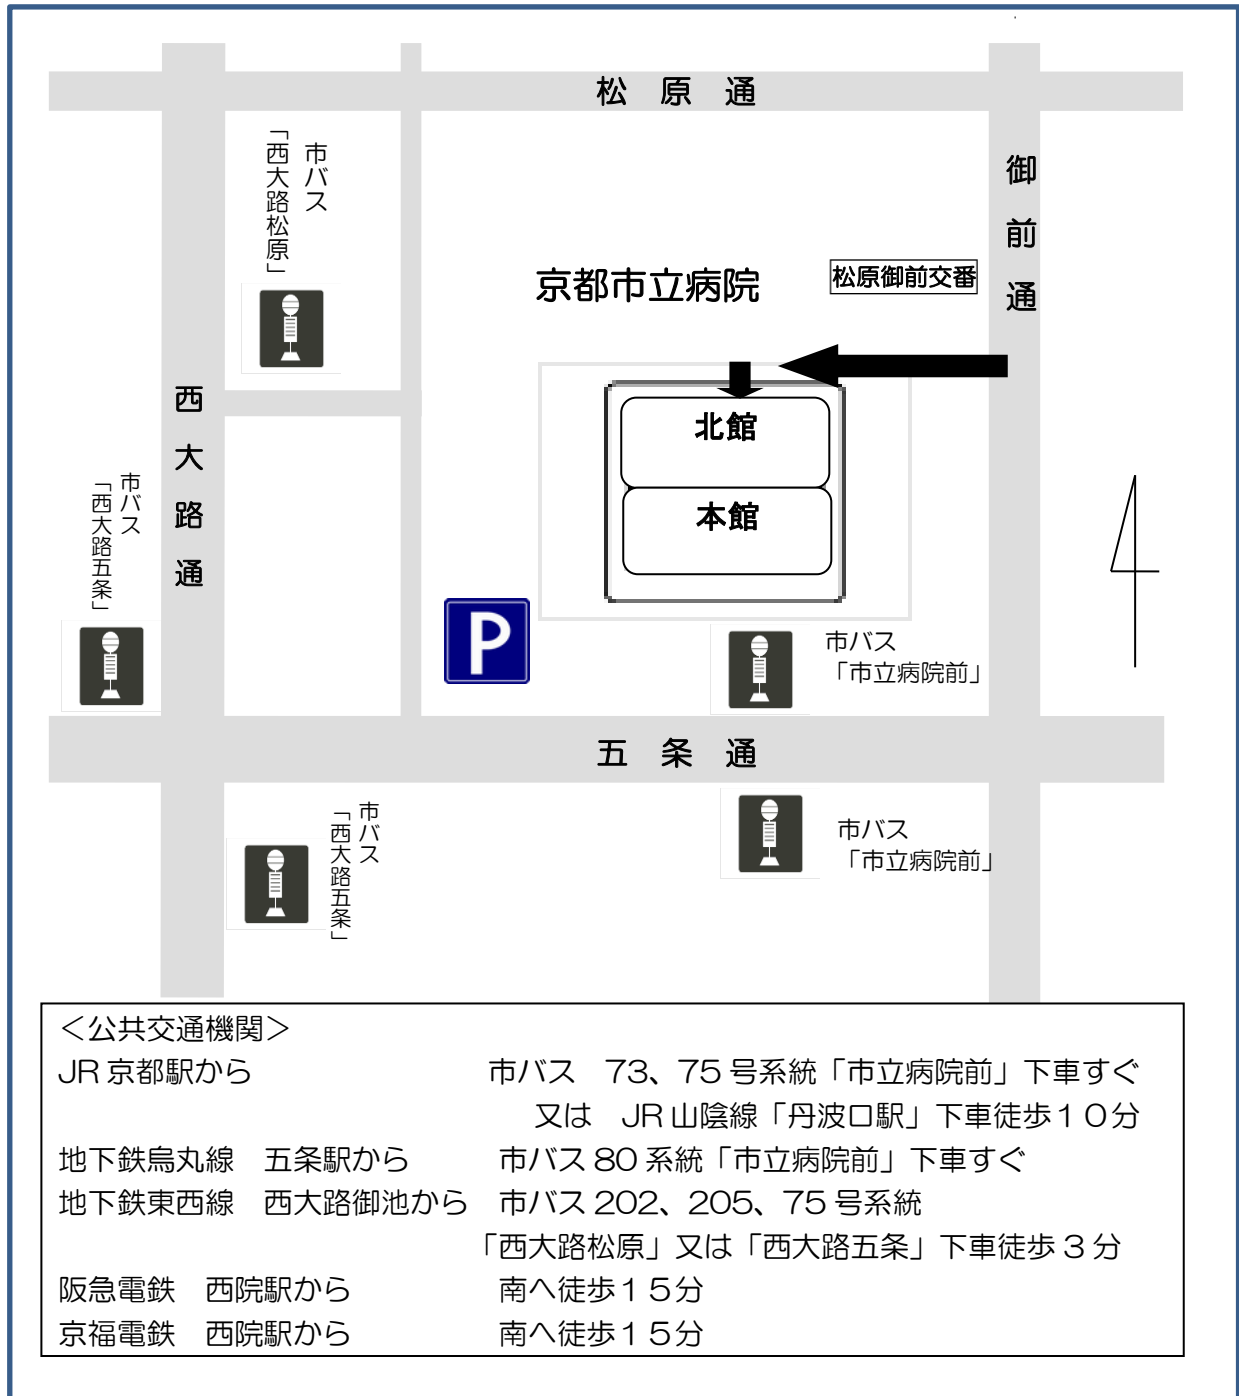 松原通
市バス
「西大路松原」
御前通
京都市立病院
松原御前交番
西大路通
北館
本館
市バス
「西大路五条」
P
市バス
「市立病院前」
五条通
市バス
「西大路五条」
市バス
「市立病院前」
＜公共交通機関＞
JR京都駅から　市バス　73、75号系統「市立病院前」下車すぐ
又は　JR山陰線「丹波口駅」下車徒歩１０分
地下鉄烏丸線　五条駅から　市バス80系統「市立病院前」下車すぐ
地下鉄東西線　西大路御池から　市バス202、205、75号系統
「西大路松原」又は「西大路五条」下車徒歩３分
阪急電鉄　西院駅から　南へ徒歩１５分
京福電鉄　西院駅から　南へ徒歩１５分